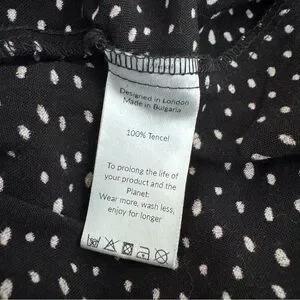 Designed in London
Made in Bulgaria
100% Tencel
To prolong the life of
your product and the
Planet:
Wear more, wash less,
enjoy for longer